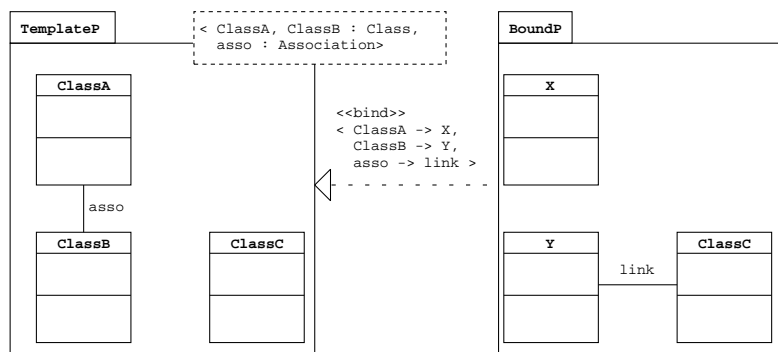 TemplateP
< ClassA, ClassB : Class,
asso : Association>
BoundP
ClassA
X
<<bind>>
< ClassA -> X,
ClassB -> Y,
asso -> link >
asso
ClassB
ClassC
Y
ClassC
link